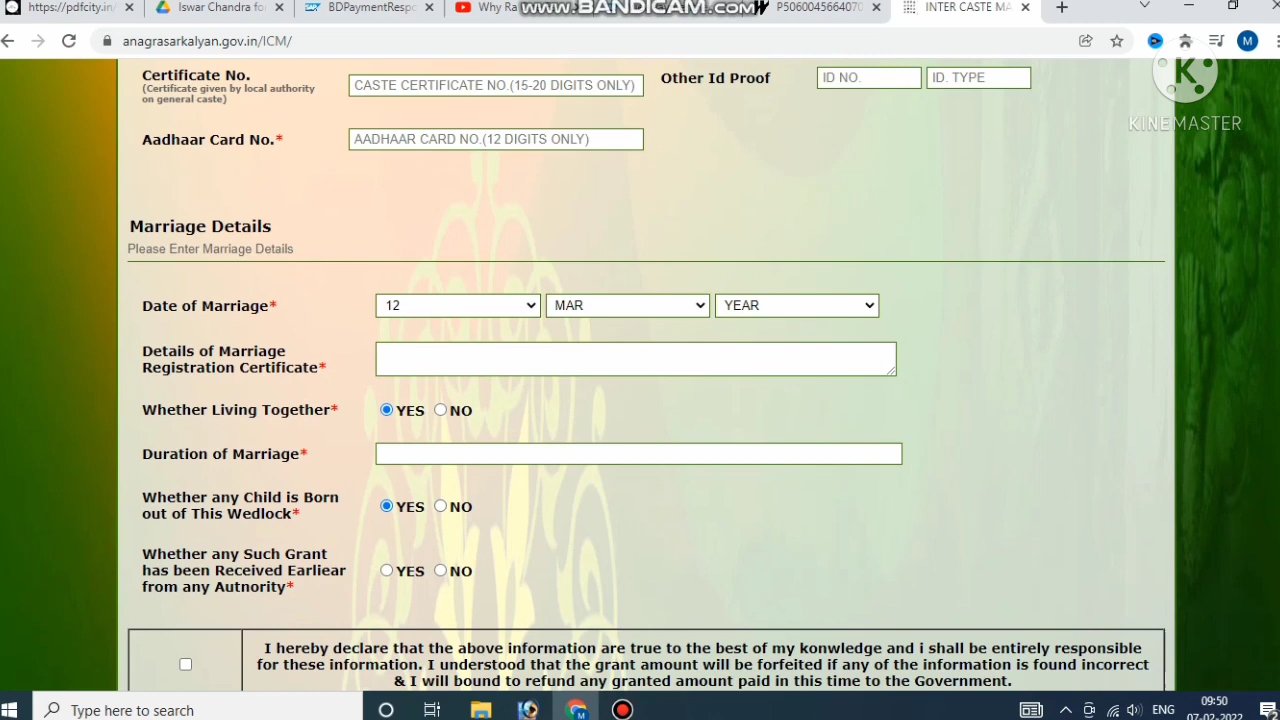 https://pdfcity.in/
Iswar Chandra fo
BDPaymentResp
Why Ra
www.BANDICAM.com
P5060045664070
INTER CASTE MA
anagrasarkalyan.gov.in/ICM/
M
Certificate No.
(Certificate given by local authority
on general caste)
CASTE CERTIFICATE NO.(15-20 DIGITS ONLY)
Other Id Proof
ID NO.
ID. TYPE
K
KINEMASTER
Aadhaar Card No.*
AADHAAR CARD NO.(12 DIGITS ONLY)
Marriage Details
Please Enter Marriage Details
Date of Marriage*
12
MAR
YEAR
Details of Marriage
Registration Certificate*
Whether Living Together*
YES
NO
Duration of Marriage*
Whether any Child is Born
out of This Wedlock*
YES
NO
Whether any Such Grant
has been Received Earliear
from any Autnority*
YES
NO
I hereby declare that the above information are true to the best of my konwledge and i shall be entirely responsible
for these information. I understood that the grant amount will be forfeited if any of the information is found incorrect
& I will bound to refund any granted amount paid in this time to the Government.
Type here to search
ENG
09:50
07-02-2022